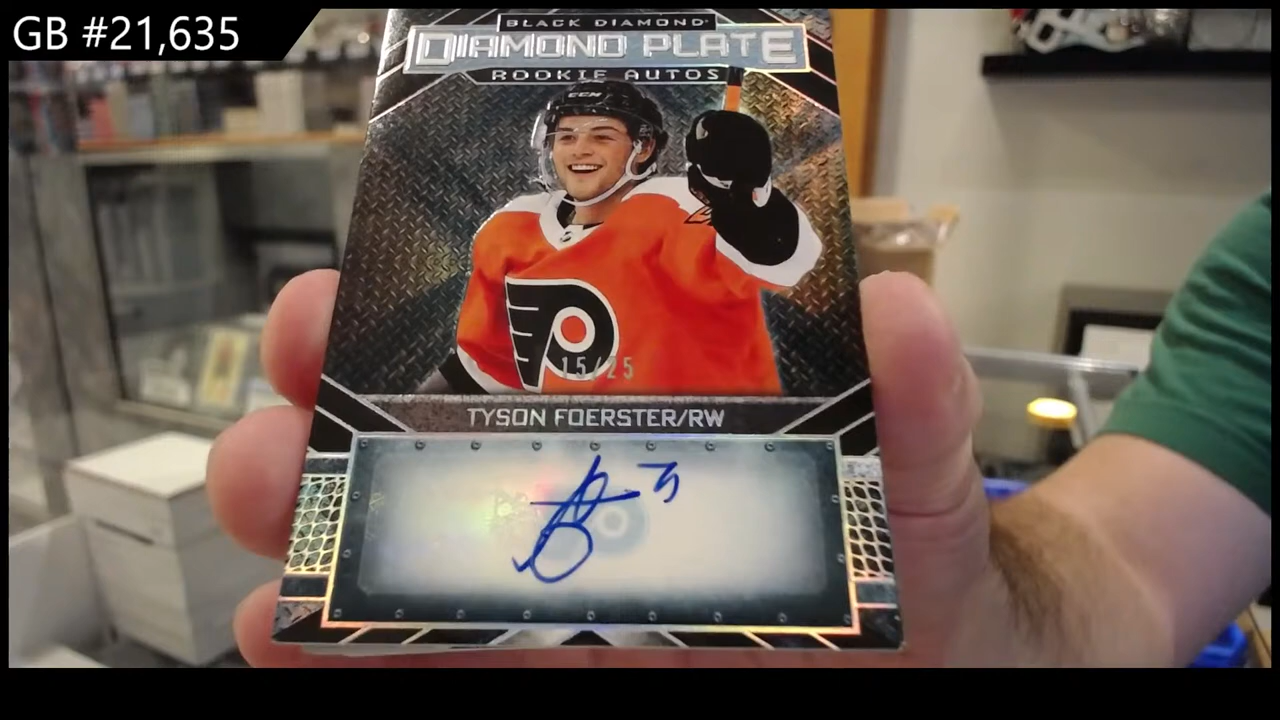 GB #21,635
BLACK DIAMOND
DIAMOND PLATE
ROOKIE AUTOS
CCM
15/25
TYSON FOERSTER/RW